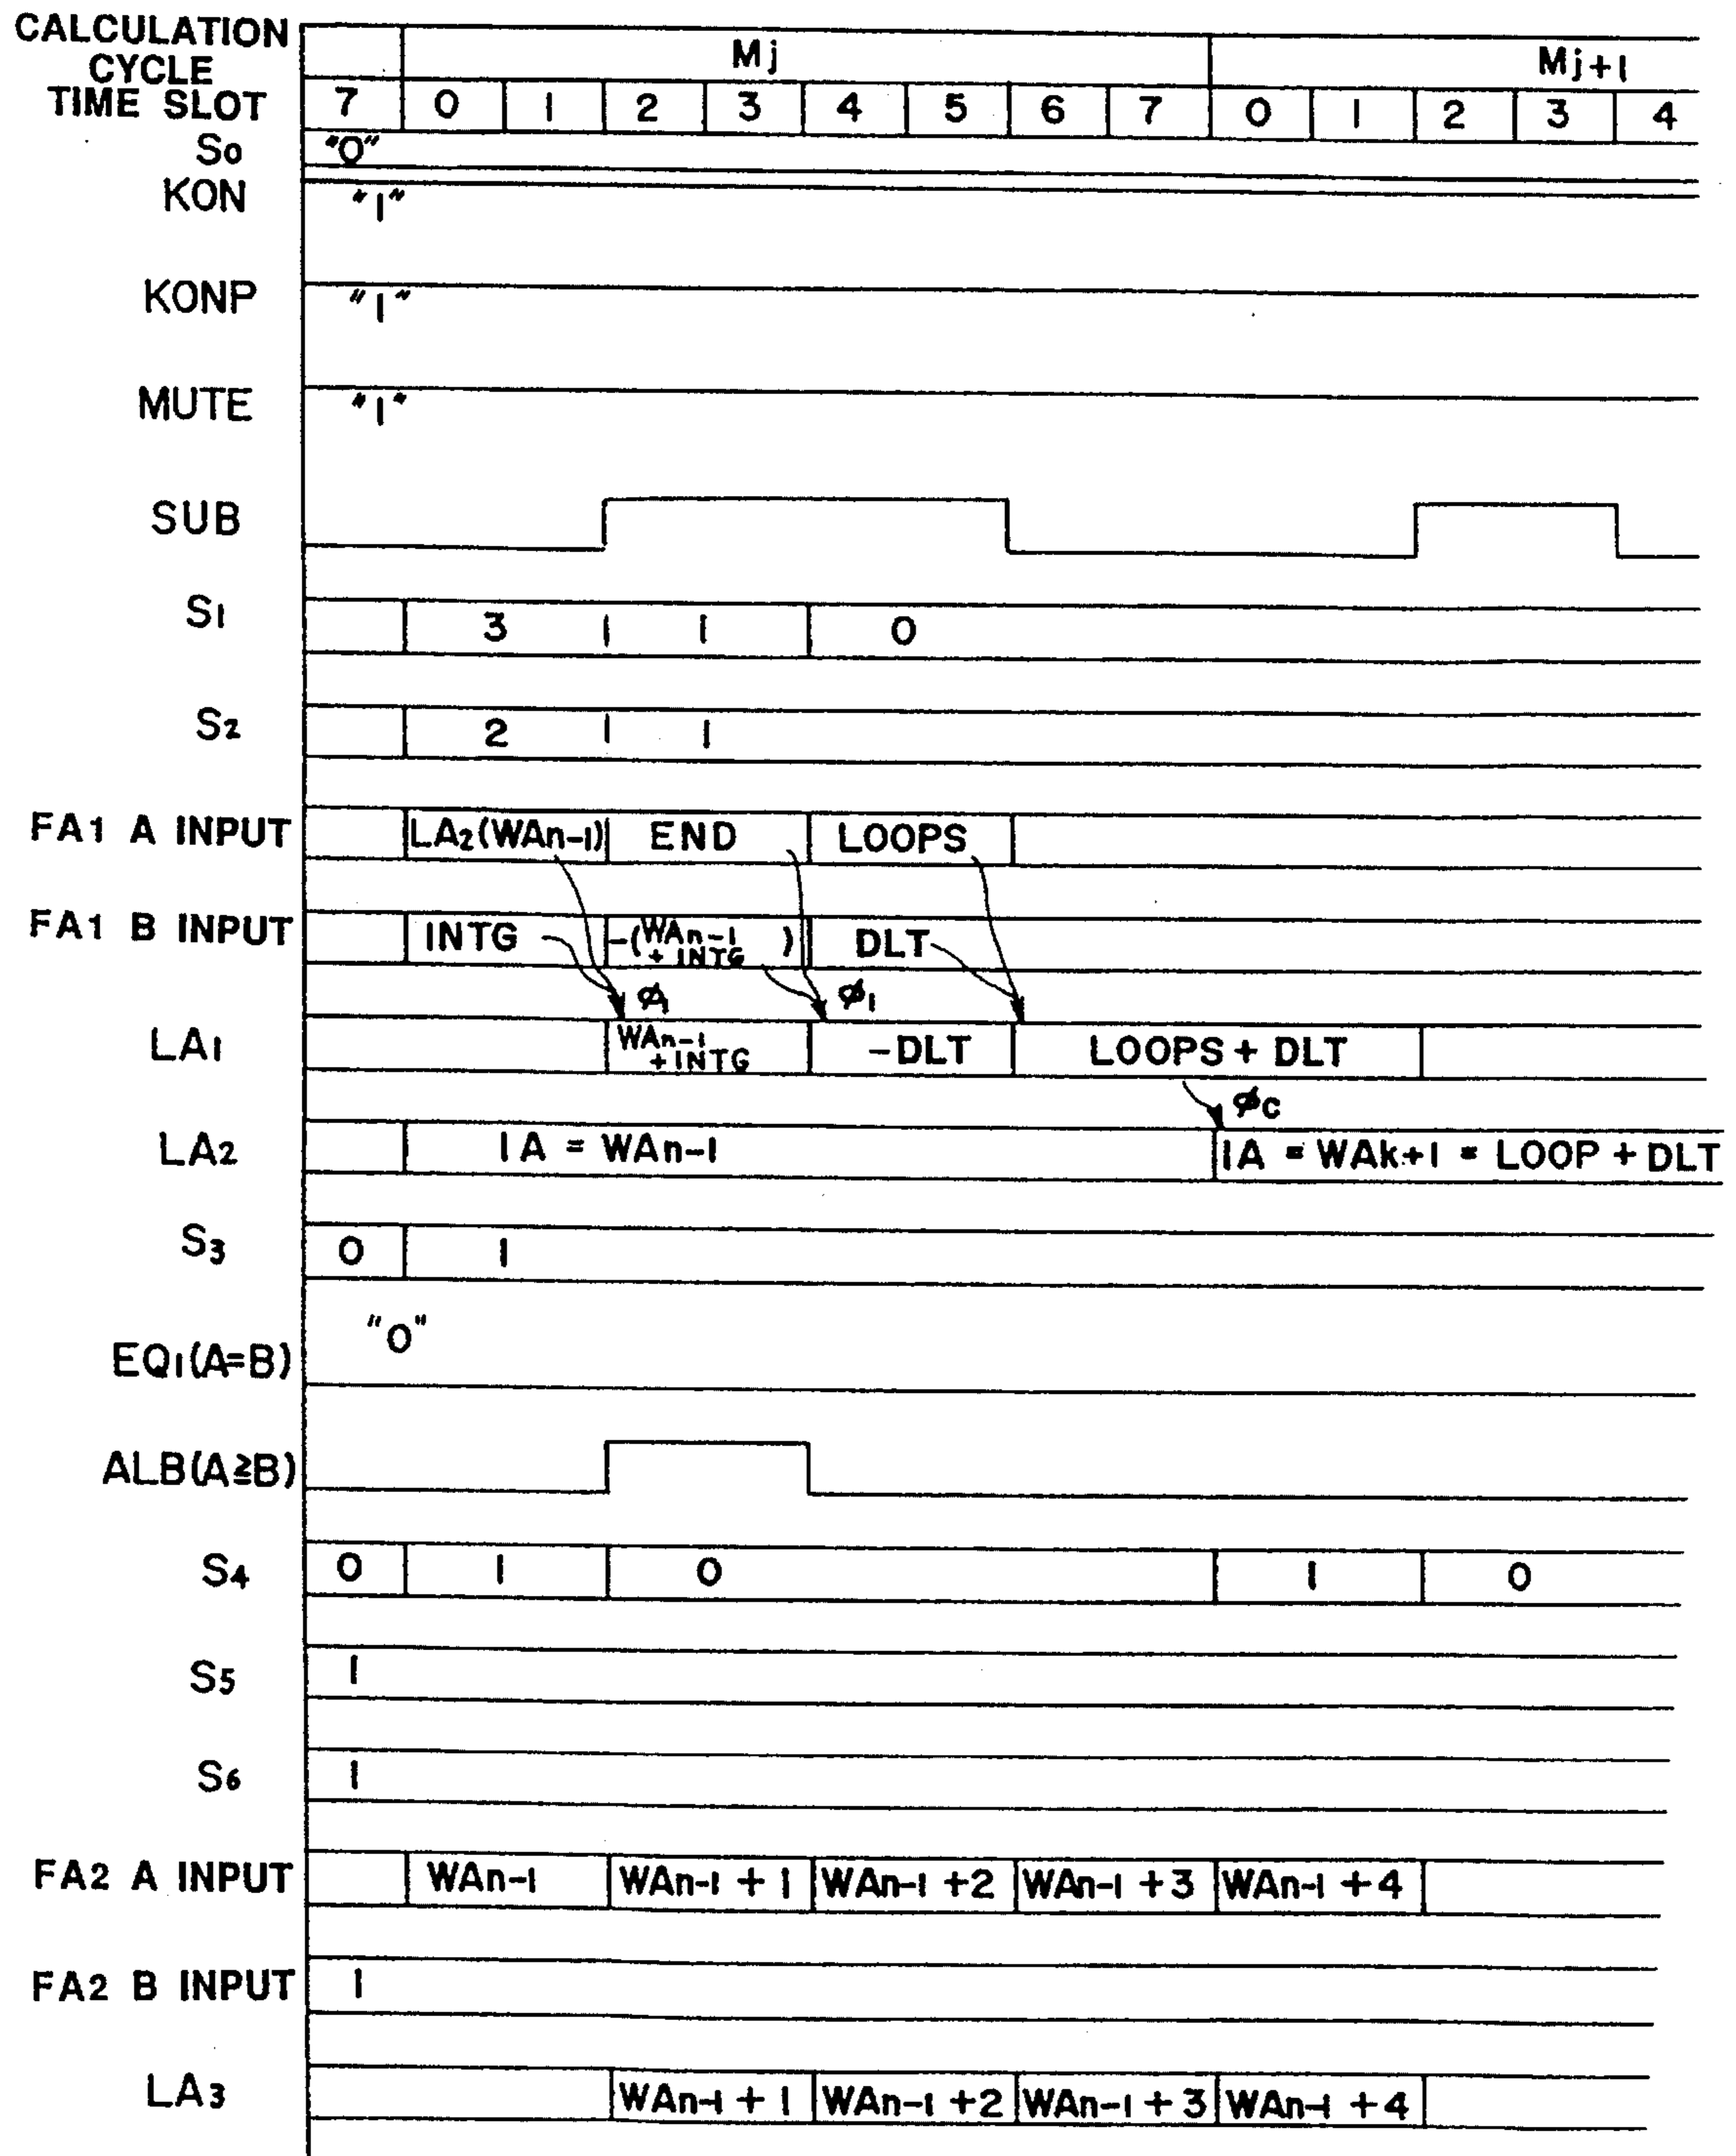 CALCULATION CYCLE Mj Mj+1
TIME SLOT 7 0 1 2 3 4 5 6 7 0 1 2 3 4
S0 "0"
KON "1"
KONP "1"
MUTE "1"
SUB
S1 3 1 0
S2 2 1
FA1 A INPUT LA2(WAn-1) END LOOPS
FA1 B INPUT INTG -(WAn-1 + INTG) DLT
ø1 ø1
LA1 WAn-1 +INTG -DLT LOOPS + DLT
øc
LA2 IA = WAn-1 IA = WAk+1 = LOOP + DLT
S3 0 1
EQ1(A=B) "0"
ALB(A≧B)
S4 0 1 0 1 0
S5 1
S6 1
FA2 A INPUT WAn-1 WAn-1 + 1 WAn-1 +2 WAn-1 +3 WAn-1 +4
FA2 B INPUT 1
LA3 WAn-1 + 1 WAn-1 +2 WAn-1 +3 WAn-1 +4